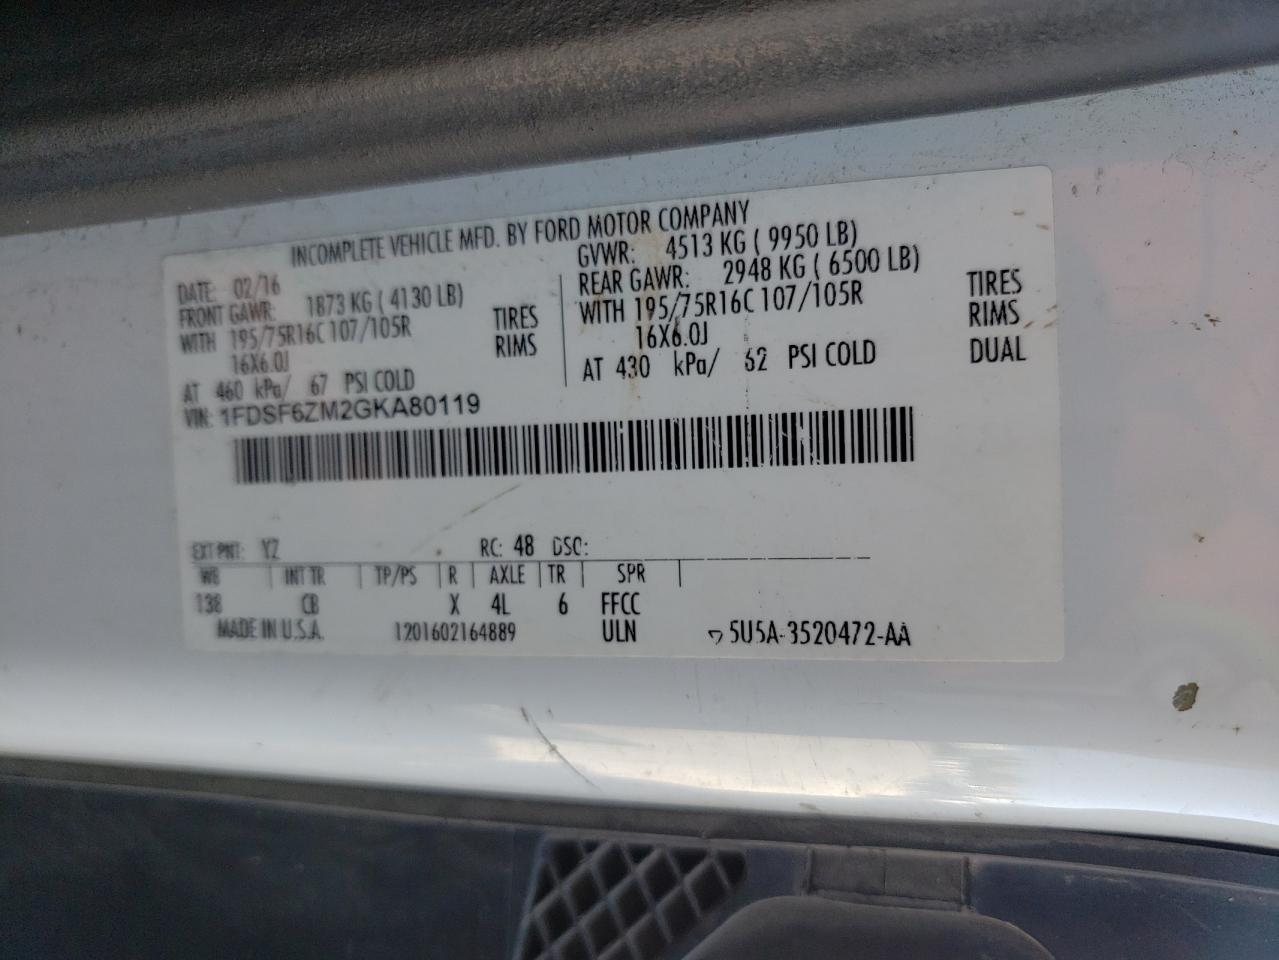 INCOMPLETE VEHICLE MFD. BY FORD MOTOR COMPANY
DATE: 02/16
GVWR: 4513 KG ( 9950 LB)
FRONT GAWR: 1873 KG ( 4130 LB)
REAR GAWR: 2948 KG ( 6500 LB)
WITH 195/75R16C 107/105R TIRES
WITH 195/75R16C 107/105R TIRES
16X6.0J RIMS
16X6.0J RIMS
AT 460 kPa/ 67 PSI COLD
AT 430 kPa/ 62 PSI COLD DUAL
VIN: 1FDSF6ZM2GKA80119
EXT PNT: YZ RC: 48 DSO:
WB INT TR TP/PS R AXLE TR SPR
138 CB X 4L 6 FFCC
MADE IN U.S.A. 1201602164889 ULN 5U5A-3520472-AA